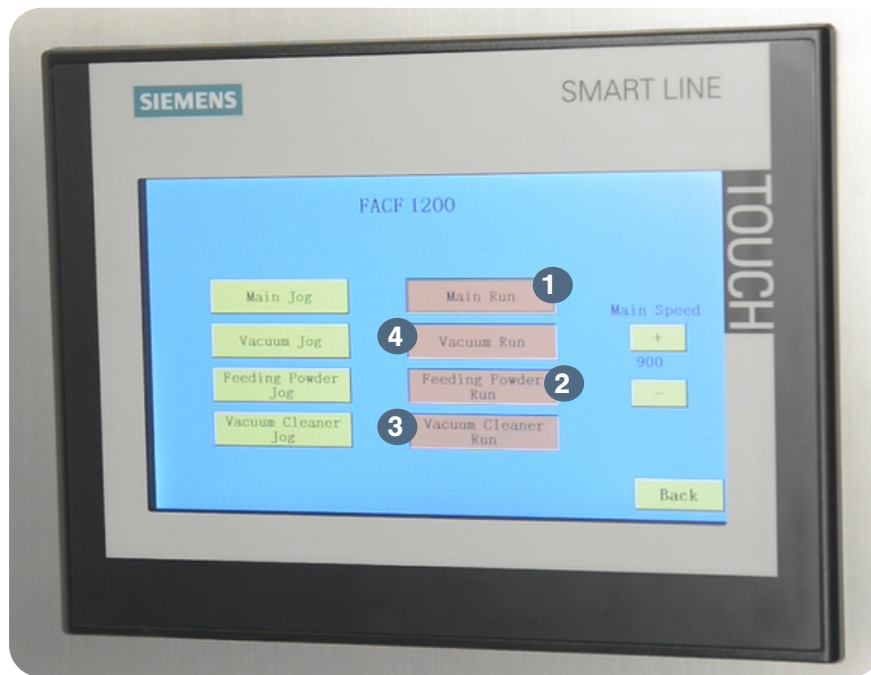 SIEMENS
SMART LINE
TOUCH
FACF 1200
Main Jog
Main Run
1
Vacuum Jog
4
Vacuum Run
Feeding Powder
Jog
Feeding Powder
Run
2
Vacuum Cleaner
Jog
3
Vacuum Cleaner
Run
Main Speed
+
900
-
Back